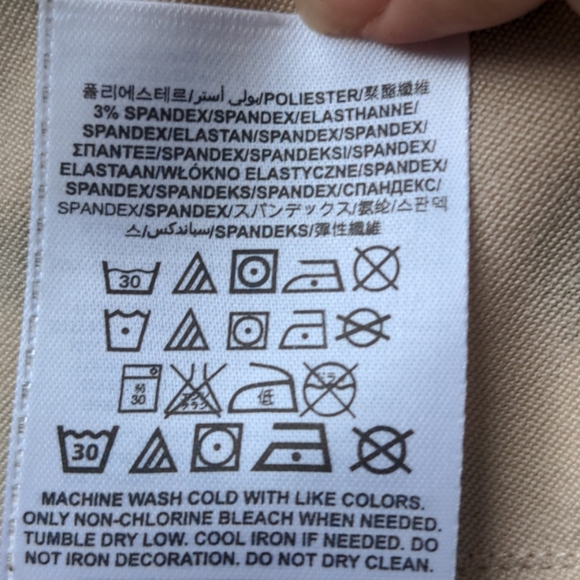 폴리에스테르/بولي أستر/POLIESTER/聚酯纖維
3% SPANDEX/SPANDEX/ELASTHANNE/
SPANDEX/ELASTAN/SPANDEX/SPANDEX/
ΣΠΑΝΤΕΞ/SPANDEX/SPANDEKSI/SPANDEX/
ELASTAAN/WŁÓKNO ELASTYCZNE/SPANDEX/
SPANDEX/SPANDEKS/SPANDEX/СПАНДЕКС/
SPANDEX/SPANDEX/スパンデックス/氨纶/스판덱
스/سباندكس/SPANDEKS/彈性纖維
30
30
低
30
MACHINE WASH COLD WITH LIKE COLORS.
ONLY NON-CHLORINE BLEACH WHEN NEEDED.
TUMBLE DRY LOW. COOL IRON IF NEEDED. DO
NOT IRON DECORATION. DO NOT DRY CLEAN.